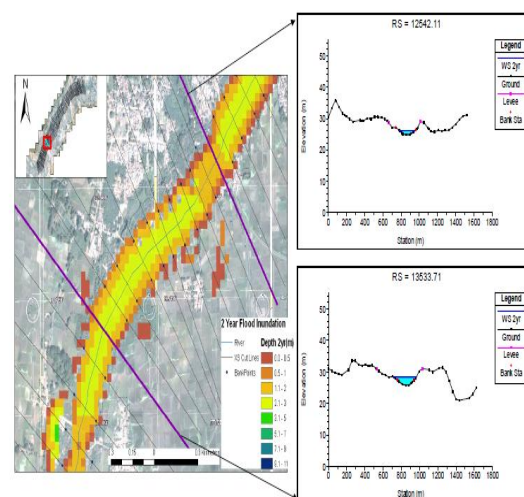 N
2 Year Flood Inundation
River
XS Cut Lines
BankPoints
Depth 2yr(m)
0.0 - 0.5
0.5 - 1
1.1 - 2
2.1 - 3
3.1 - 5
5.1 - 7
7.1 - 9
9.1 - 11
RS = 12542.11
Elevation (m)
50
40
30
20
10
0
0 200 400 600 800 1000 1200 1400 1600 1800
Station (m)
Legend
WS 2yr
Ground
Levee
Bank Sta
RS = 13533.71
Elevation (m)
50
40
30
20
10
0
0 200 400 600 800 1000 1200 1400 1600 1800
Station (m)
Legend
WS 2yr
Ground
Levee
Bank Sta